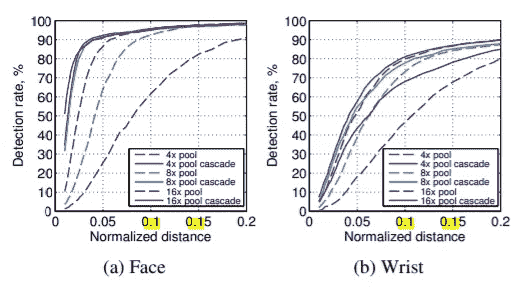 100
90
80
70
60
50
40
30
20
10
0
Detection rate, %
4x pool
4x pool cascade
8x pool
8x pool cascade
16x pool
16x pool cascade
0 0.05 0.1 0.15 0.2
Normalized distance
(a) Face
100
90
80
70
60
50
40
30
20
10
0
Detection rate, %
4x pool
4x pool cascade
8x pool
8x pool cascade
16x pool
16x pool cascade
0 0.05 0.1 0.15 0.2
Normalized distance
(b) Wrist